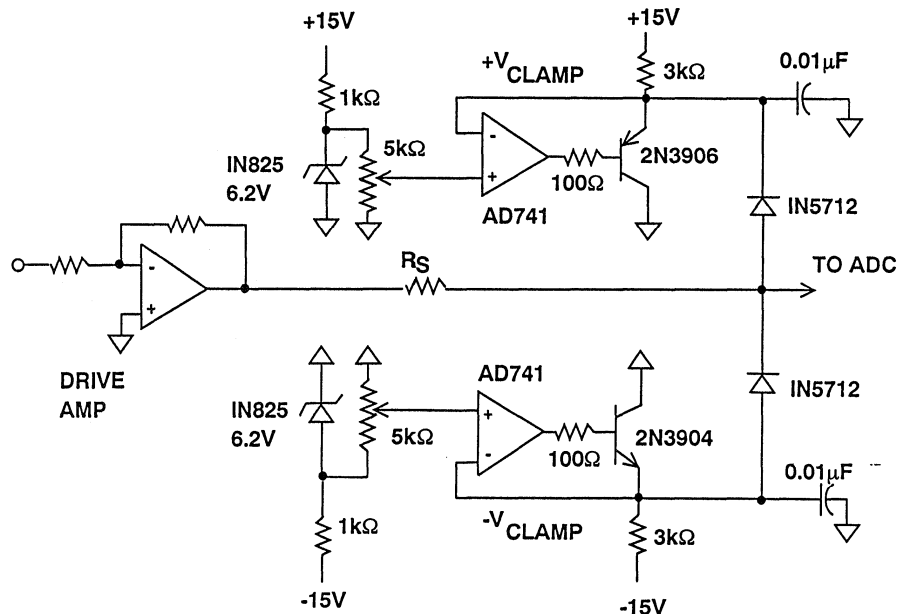 +15V
+15V
1kΩ
+V CLAMP
3kΩ
0.01μF
IN825
6.2V
5kΩ
-
+
100Ω
2N3906
AD741
IN5712
-
+
RS
TO ADC
DRIVE
AMP
AD741
IN825
6.2V
5kΩ
+
-
100Ω
2N3904
IN5712
0.01μF
1kΩ
-V CLAMP
3kΩ
-15V
-15V